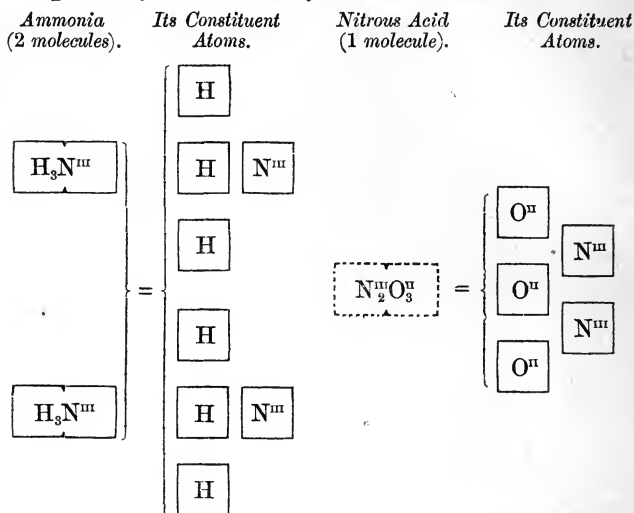 Ammonia Its Constituent Nitrous Acid Its Constituent
(2 molecules). Atoms. (1 molecule). Atoms.
H
H₃Nᴵᴵᴵ H Nᴵᴵᴵ
Oᴵᴵ
H Nᴵᴵᴵ
= Nᴵᴵᴵ₂Oᴵᴵ₃ = Oᴵᴵ
H Nᴵᴵᴵ
Oᴵᴵ
H₃Nᴵᴵᴵ H Nᴵᴵᴵ
H